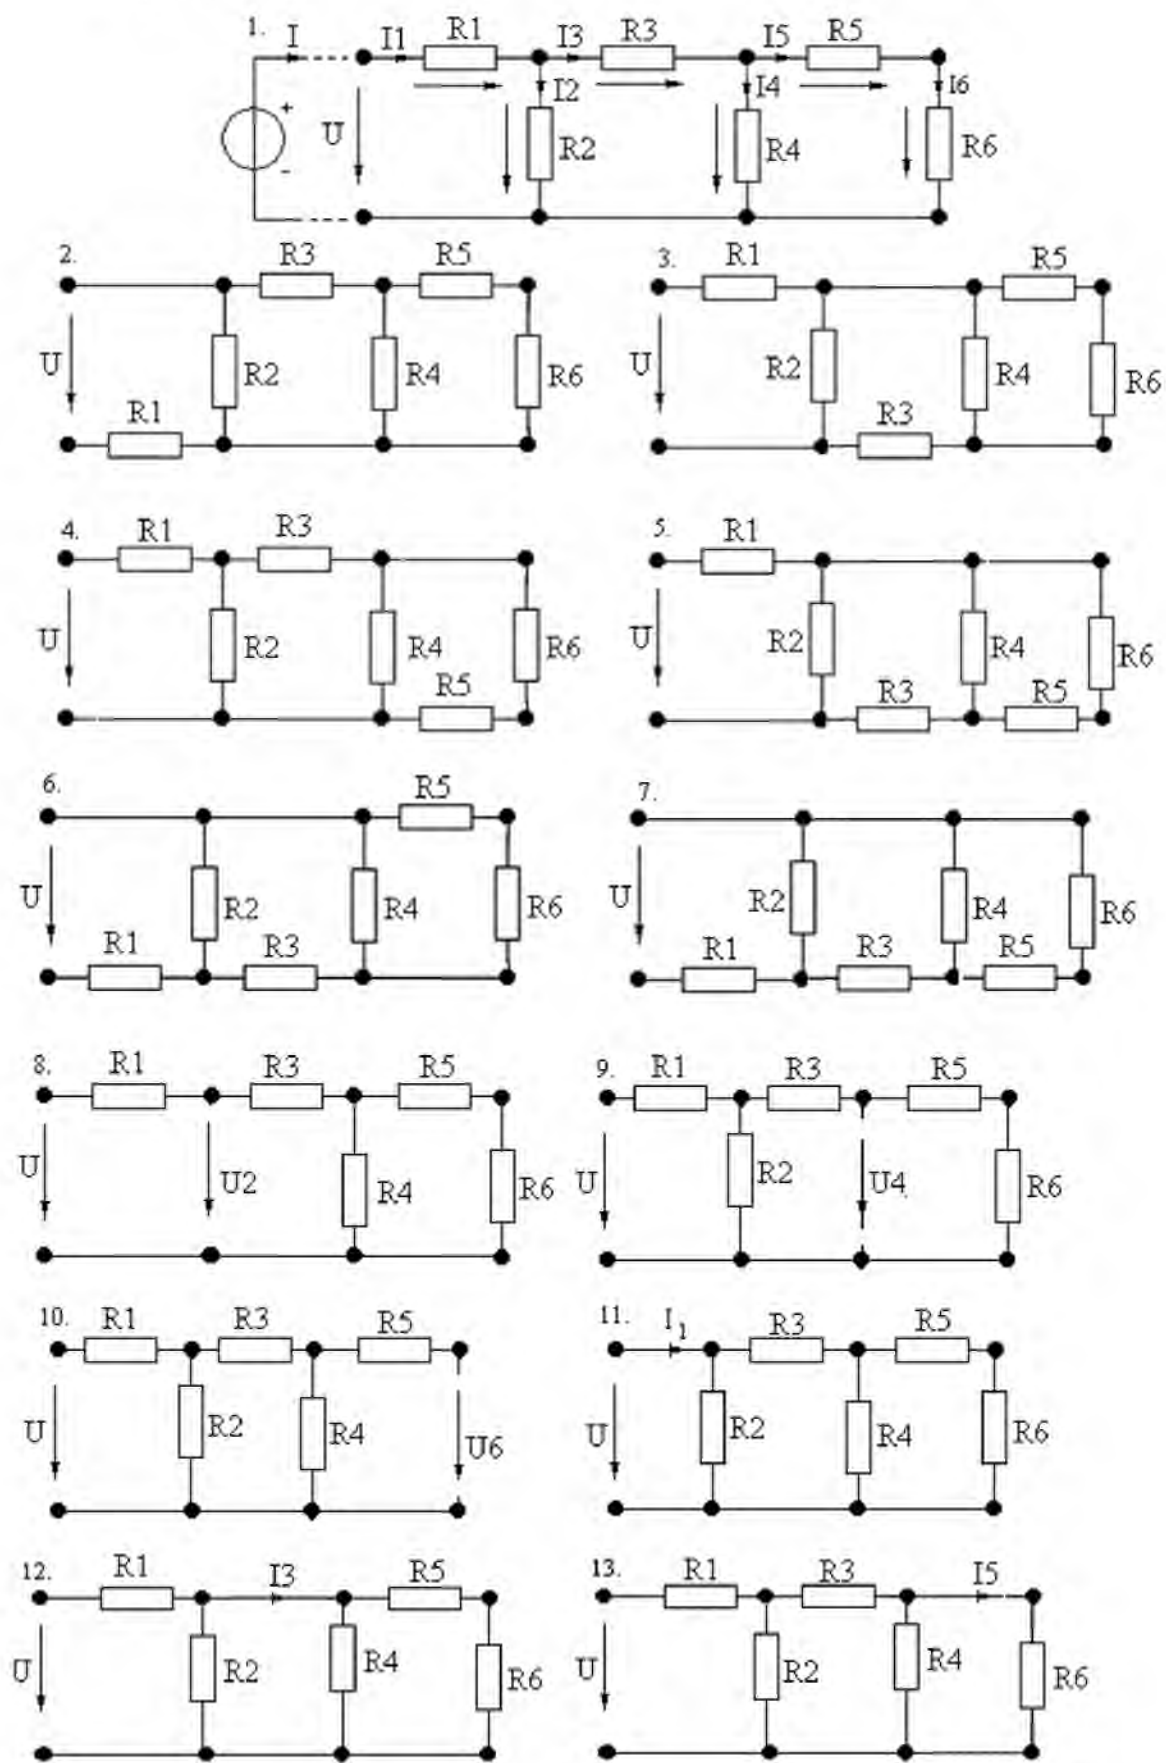 1. I I1 R1 I3 R3 I5 R5
+ I2 I4 I6
U R2 R4 R6
-
2. R3 R5
U R2 R4 R6
R1
3. R1 R5
U R2 R4 R6
R3
4. R1 R3
U R2 R4 R6
R5
5. R1
U R2 R4 R6
R3 R5
6. R5
U R2 R4 R6
R1 R3
7.
U R2 R4 R6
R1 R3 R5
8. R1 R3 R5
U U2 R4 R6
9. R1 R3 R5
U R2 U4 R6
10. R1 R3 R5
U R2 R4 U6
11. I1 R3 R5
U R2 R4 R6
12. R1 I3 R5
U R2 R4 R6
13. R1 R3 I5
U R2 R4 R6